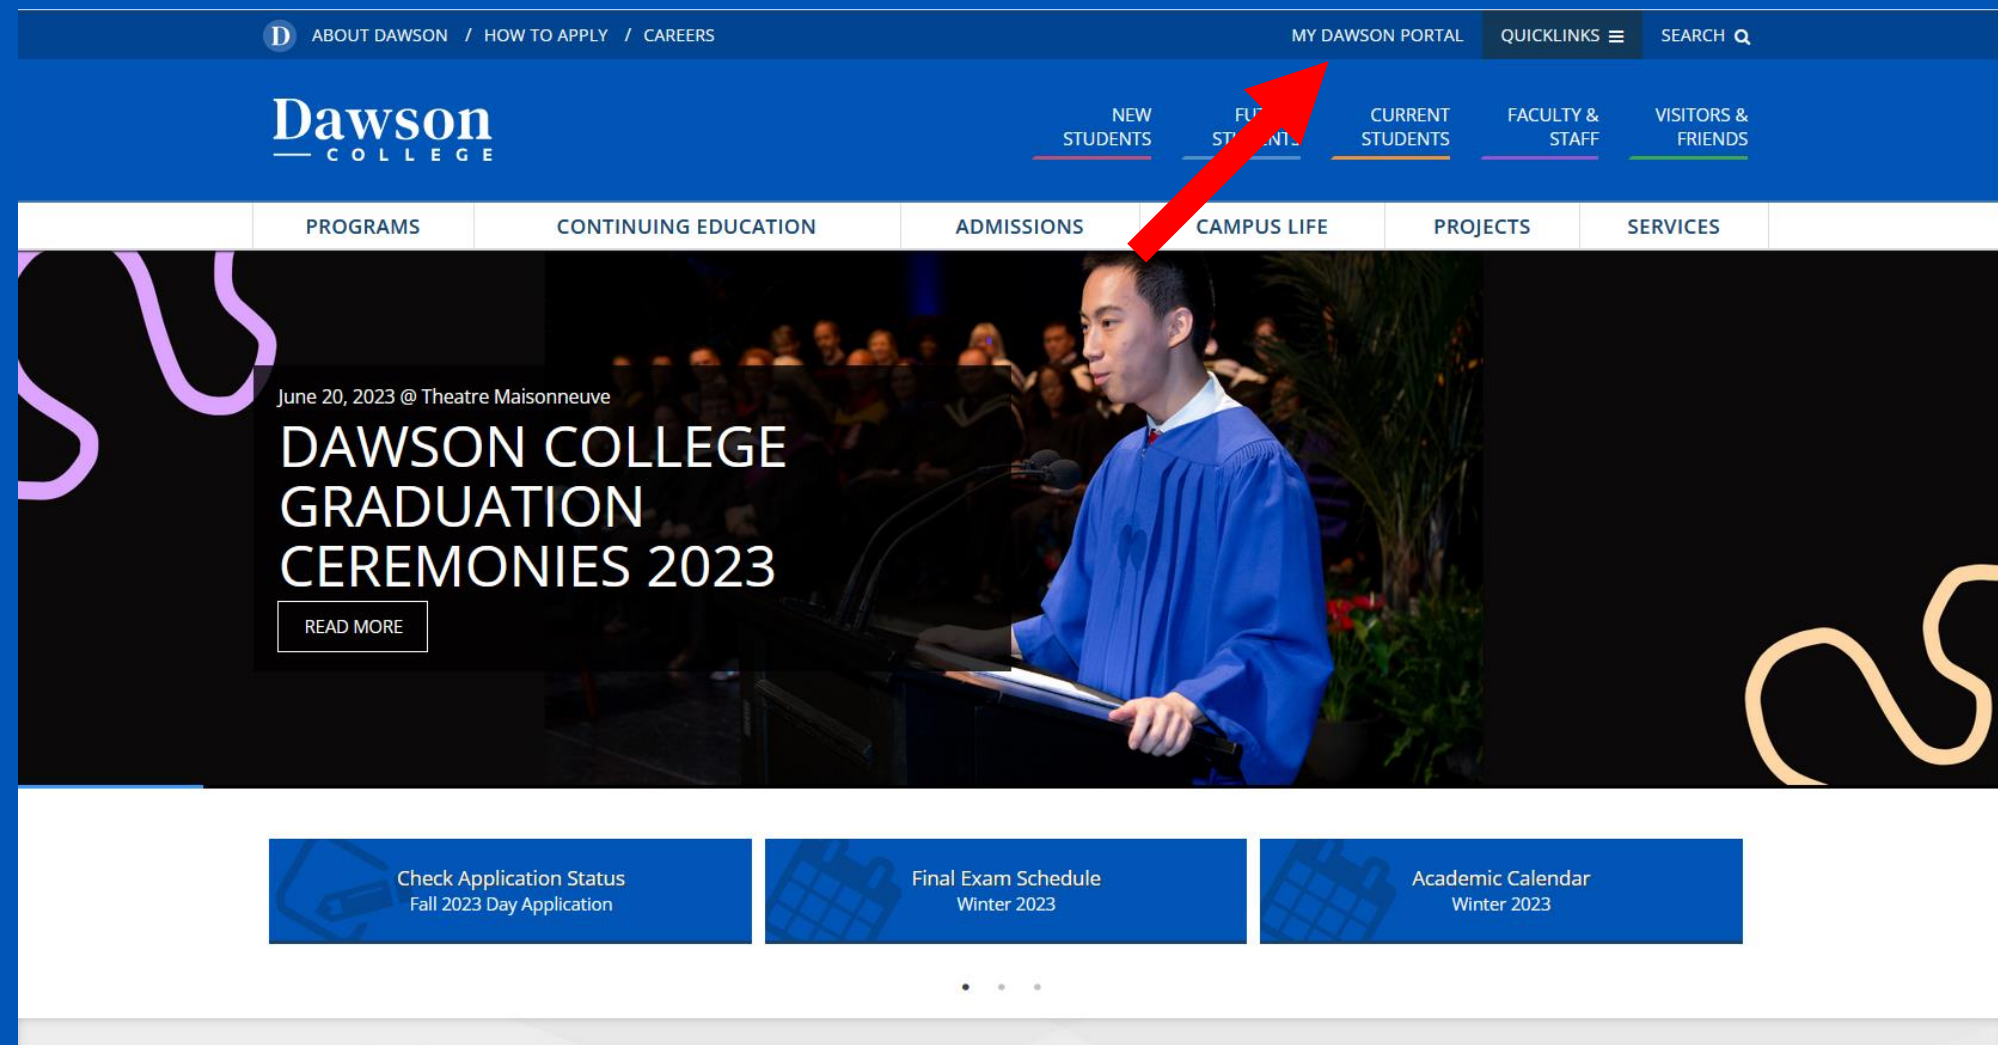 D ABOUT DAWSON / HOW TO APPLY / CAREERS MY DAWSON PORTAL QUICKLINKS SEARCH
Dawson
COLLEGE
NEW
STUDENTS
STUDENTS
CURRENT
STUDENTS
FACULTY &
STAFF
VISITORS &
FRIENDS
PROGRAMS CONTINUING EDUCATION ADMISSIONS CAMPUS LIFE PROJECTS SERVICES
June 20, 2023 @ Theatre Maisonneuve
DAWSON COLLEGE
GRADUATION
CEREMONIES 2023
READ MORE
Check Application Status
Fall 2023 Day Application
Final Exam Schedule
Winter 2023
Academic Calendar
Winter 2023